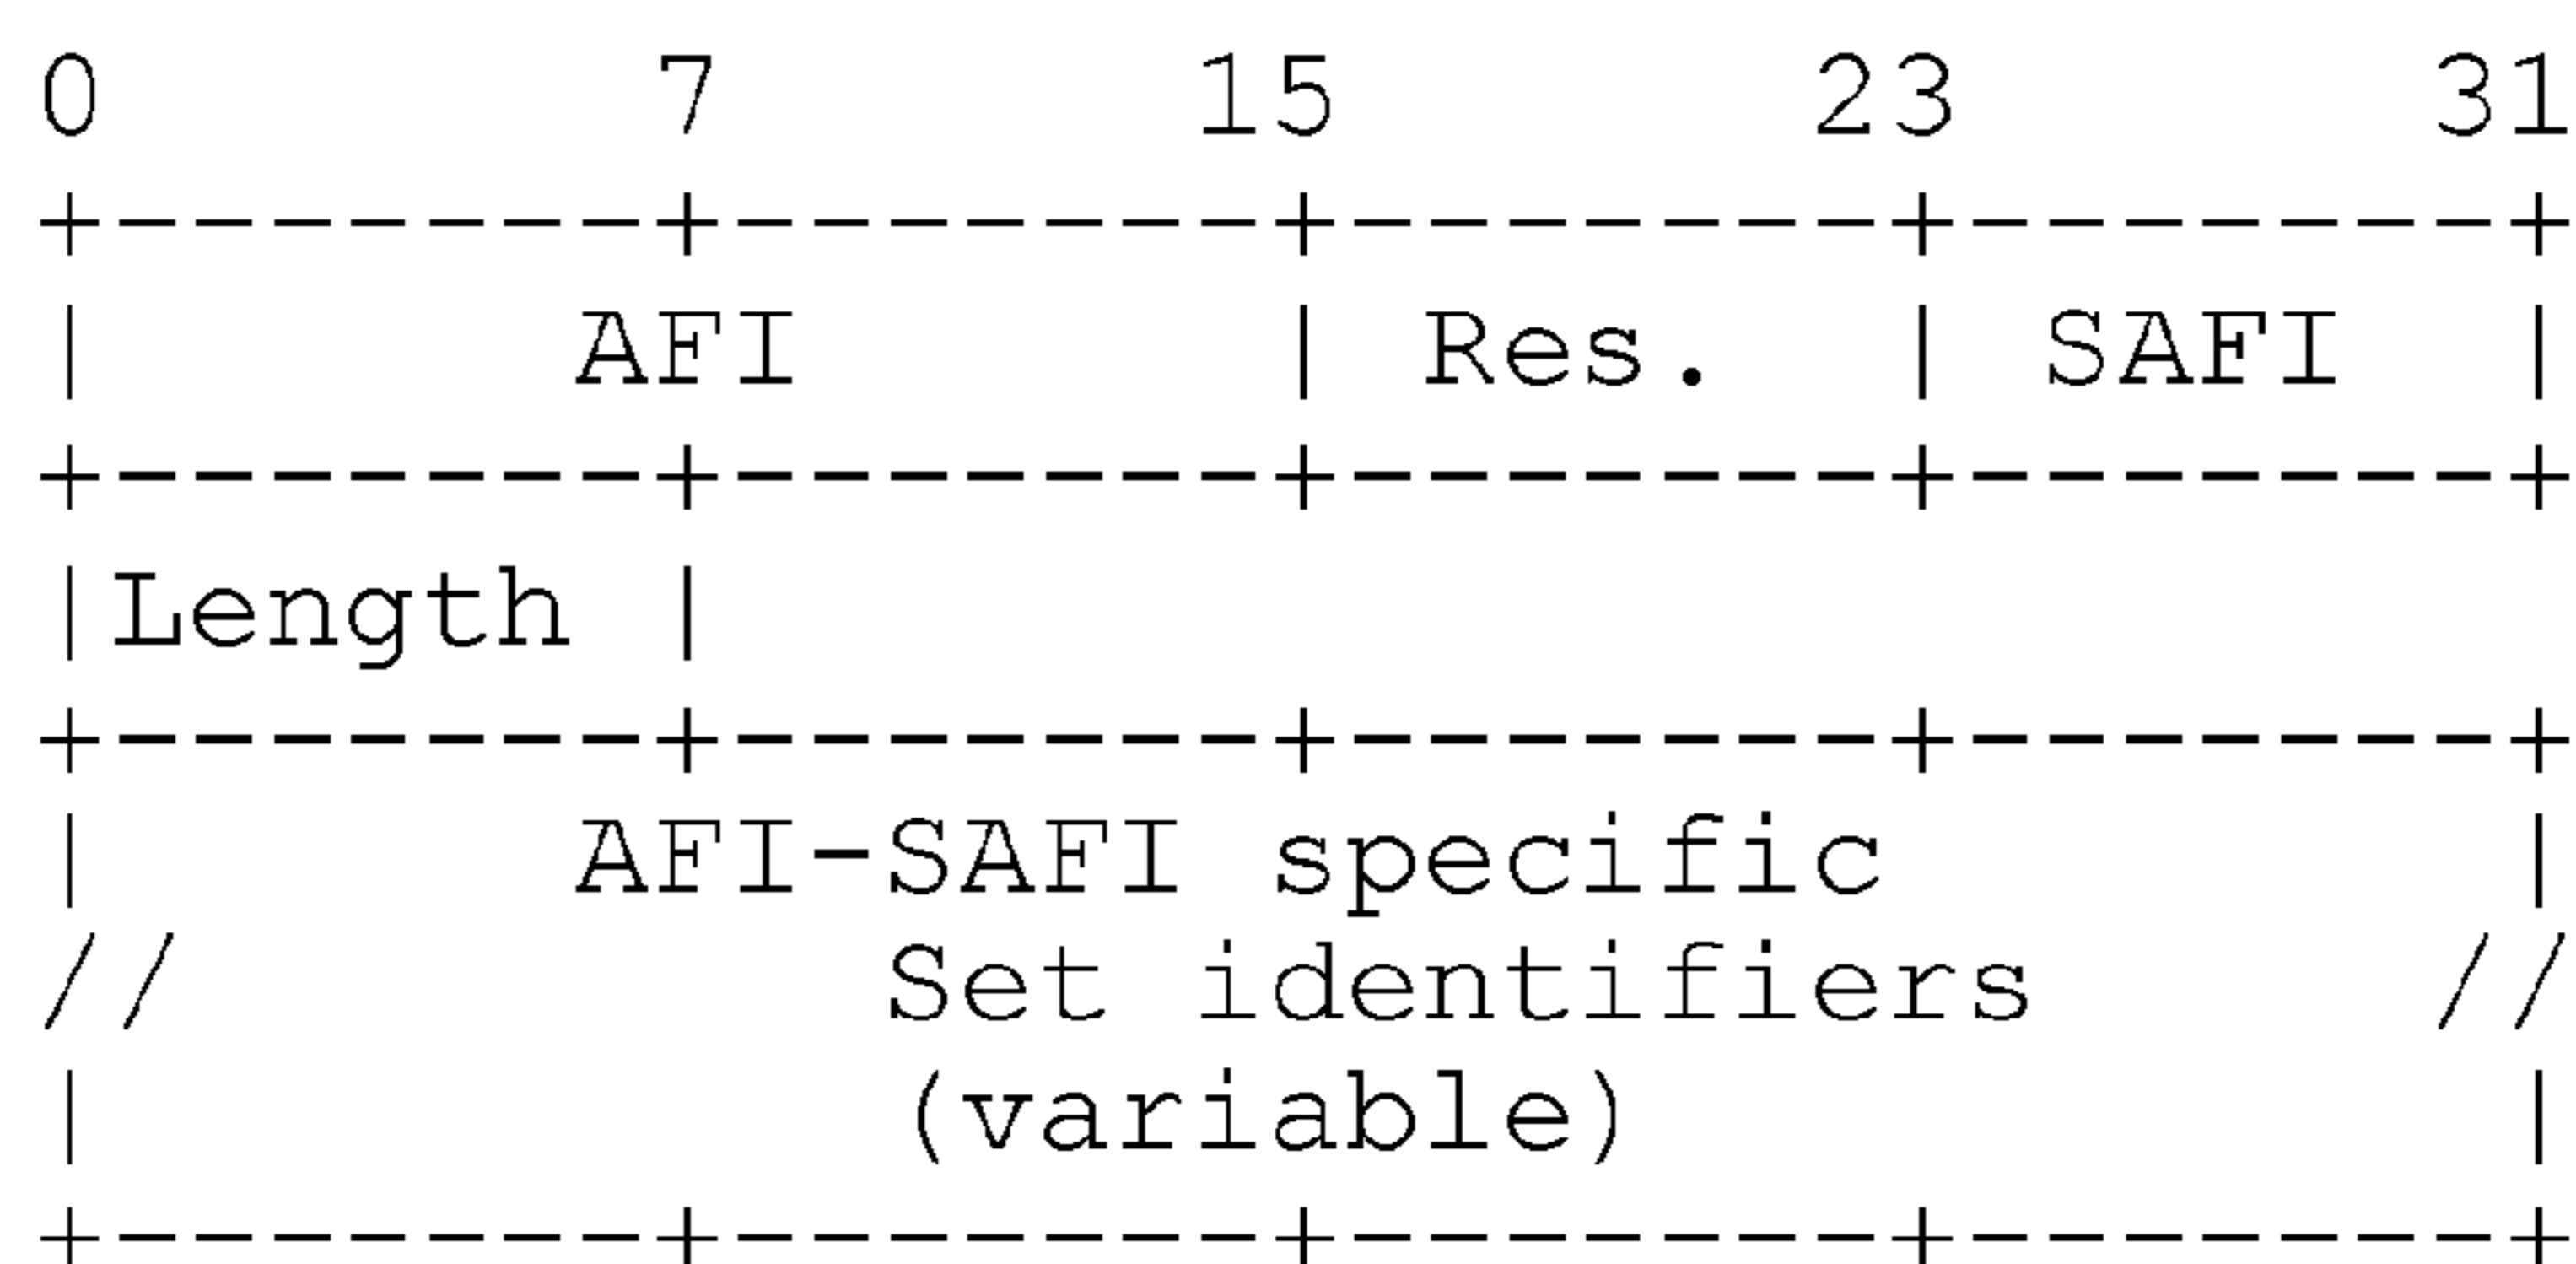 0       7       15      23      31
+-------+-------+-------+-------+
|      AFI      | Res.  | SAFI  |
+-------+-------+-------+-------+
|Length |
+-------+-------+-------+-------+
|      AFI-SAFI specific        |
//         Set identifiers     //
|          (variable)           |
+-------+-------+-------+-------+